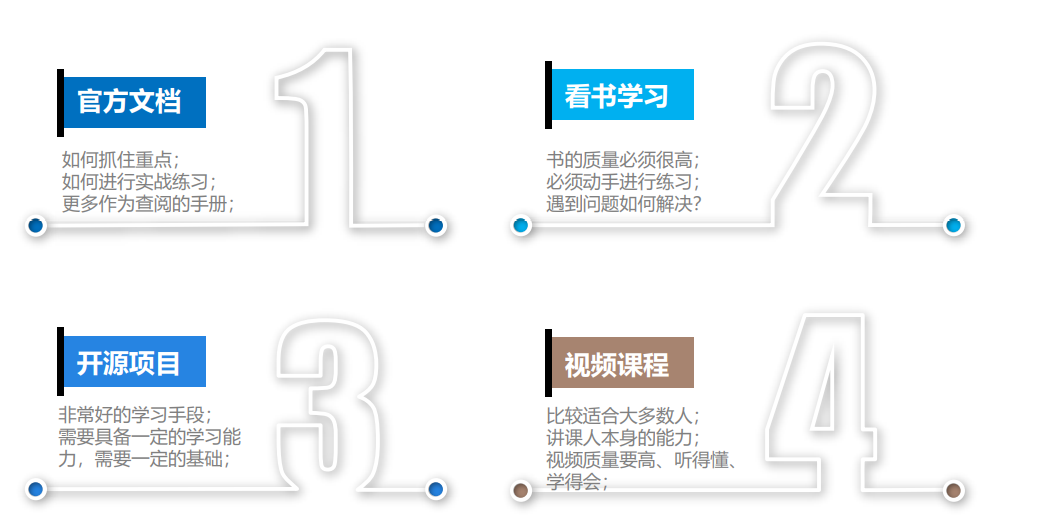 1
官方文档
如何抓住重点；
如何进行实战练习；
更多作为查阅的手册；
2
看书学习
书的质量必须很高；
必须动手进行练习；
遇到问题如何解决?
3
开源项目
非常好的学习手段；
需要具备一定的学习能
力，需要一定的基础；
4
视频课程
比较适合大多数人；
讲课人本身的能力；
视频质量要高、听得懂、
学得会；